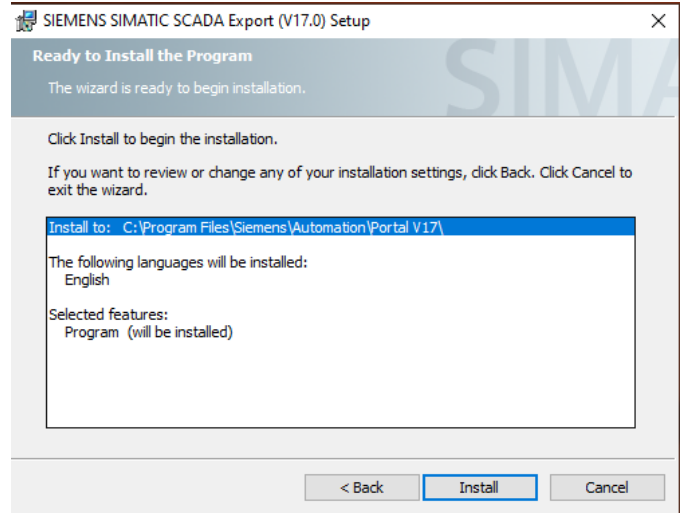 SIEMENS SIMATIC SCADA Export (V17.0) Setup
Ready to Install the Program
The wizard is ready to begin installation.
SIMA
Click Install to begin the installation.
If you want to review or change any of your installation settings, click Back. Click Cancel to
exit the wizard.
Install to: C:\Program Files\Siemens\Automation\Portal V17\
The following languages will be installed:
English
Selected features:
Program (will be installed)
< Back Install Cancel